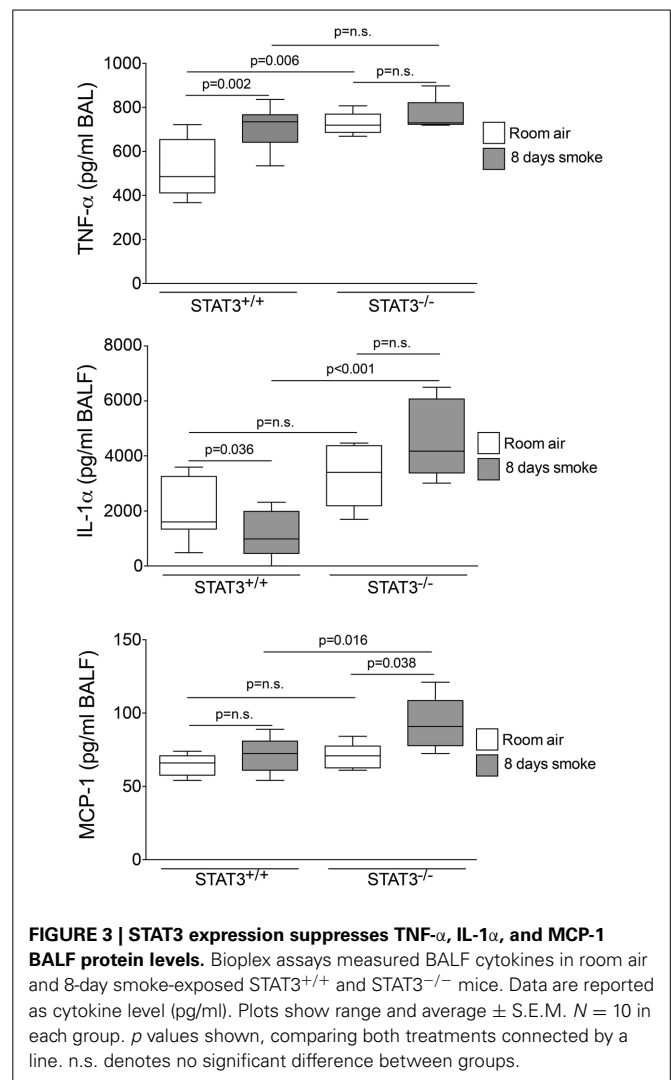 p=n.s.
p=0.006
p=0.002
p=n.s.
1000
800
600
400
200
0
TNF-α (pg/ml BAL)
Room air
8 days smoke
STAT3+/+
STAT3-/-
p=n.s.
p<0.001
p=n.s.
p=0.036
8000
6000
4000
2000
0
IL-1α (pg/ml BALF)
Room air
8 days smoke
STAT3+/+
STAT3-/-
p=0.016
p=0.038
p=n.s.
p=n.s.
150
100
50
0
MCP-1 (pg/ml BALF)
Room air
8 days smoke
STAT3+/+
STAT3-/-
FIGURE 3 | STAT3 expression suppresses TNF-α, IL-1α, and MCP-1
BALF protein levels. Bioplex assays measured BALF cytokines in room air
and 8-day smoke-exposed STAT3+/+ and STAT3−/− mice. Data are reported
as cytokine level (pg/ml). Plots show range and average ± S.E.M. N = 10 in
each group. p values shown, comparing both treatments connected by a
line. n.s. denotes no significant difference between groups.